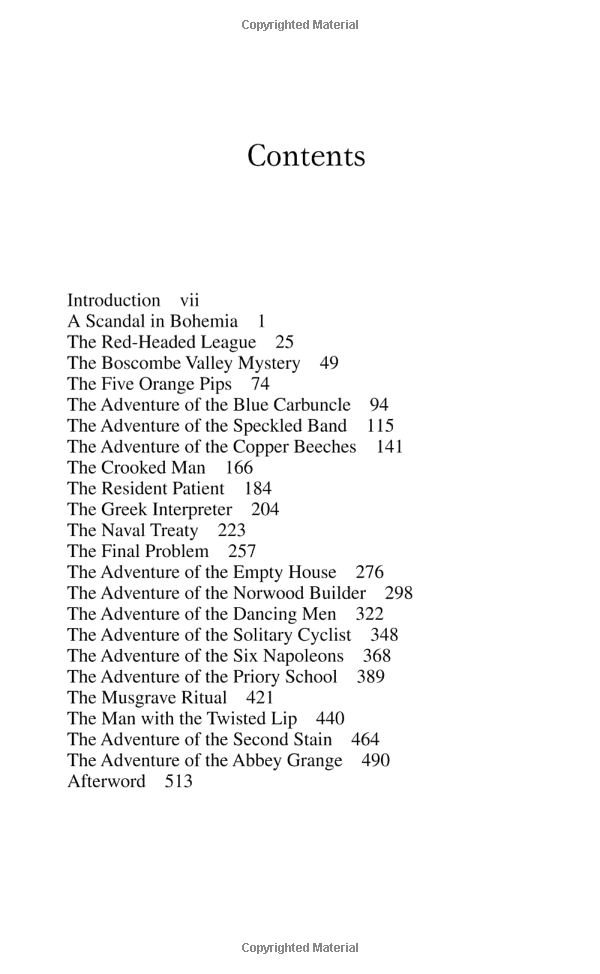 Copyrighted Material
Contents
Introduction vii
A Scandal in Bohemia 1
The Red-Headed League 25
The Boscombe Valley Mystery 49
The Five Orange Pips 74
The Adventure of the Blue Carbuncle 94
The Adventure of the Speckled Band 115
The Adventure of the Copper Beeches 141
The Crooked Man 166
The Resident Patient 184
The Greek Interpreter 204
The Naval Treaty 223
The Final Problem 257
The Adventure of the Empty House 276
The Adventure of the Norwood Builder 298
The Adventure of the Dancing Men 322
The Adventure of the Solitary Cyclist 348
The Adventure of the Six Napoleons 368
The Adventure of the Priory School 389
The Musgrave Ritual 421
The Man with the Twisted Lip 440
The Adventure of the Second Stain 464
The Adventure of the Abbey Grange 490
Afterword 513
Copyrighted Material